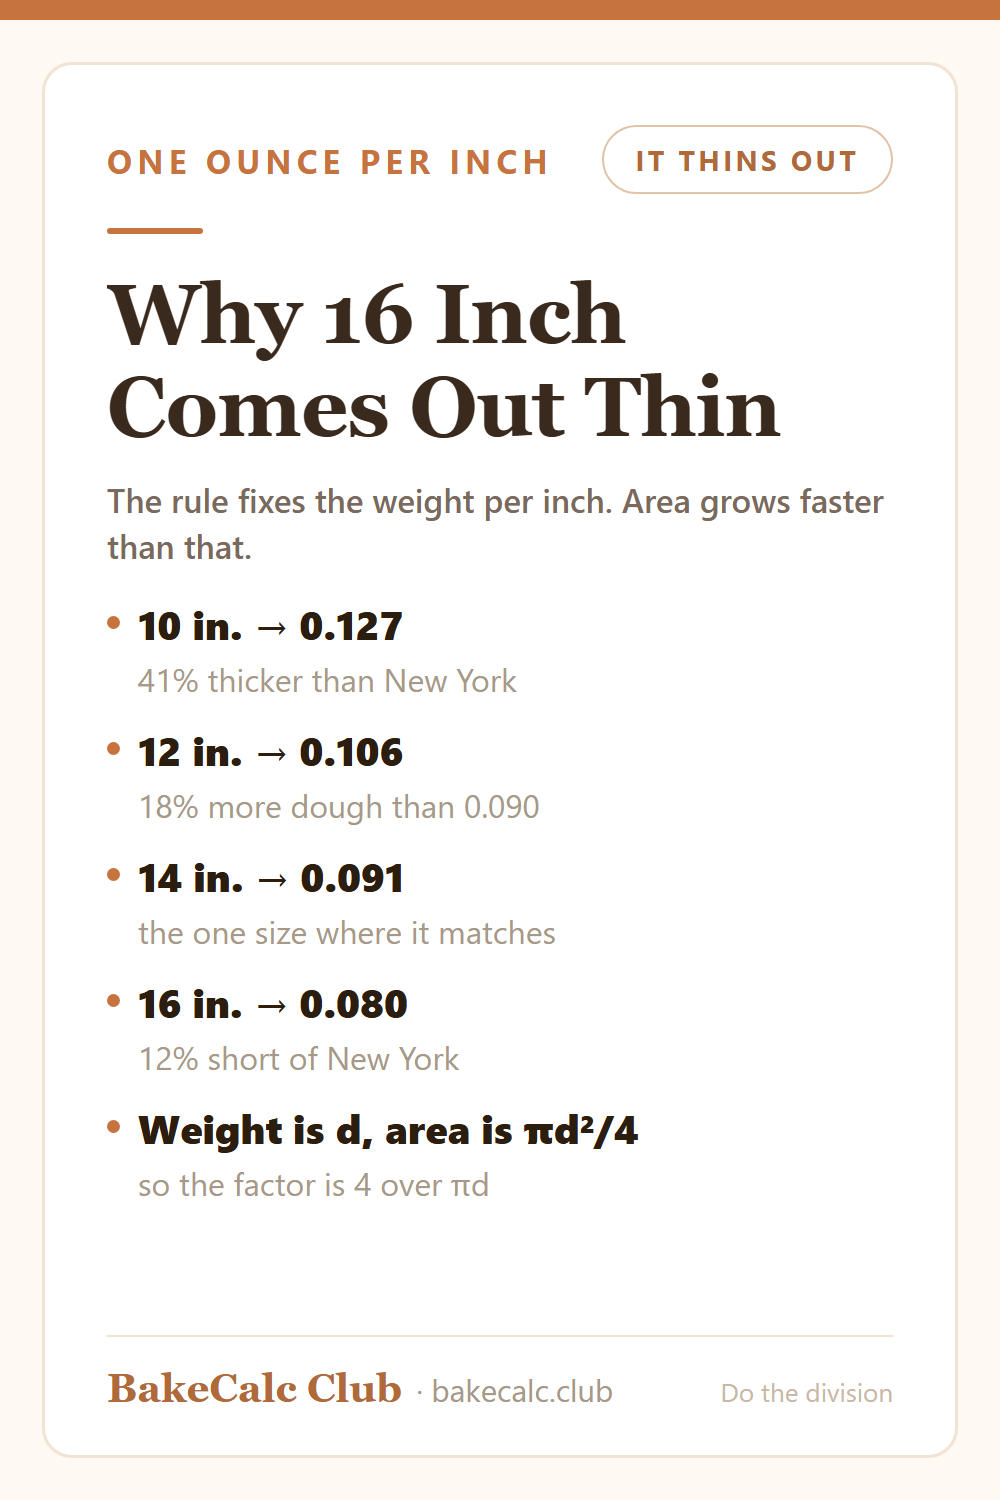 ONE OUNCE PER INCH
IT THINS OUT
Why 16 Inch
Comes Out Thin
The rule fixes the weight per inch. Area grows faster
than that.
10 in. → 0.127
41% thicker than New York
12 in. → 0.106
18% more dough than 0.090
14 in. → 0.091
the one size where it matches
16 in. → 0.080
12% short of New York
Weight is d, area is πd²/4
so the factor is 4 over πd
BakeCalc Club · bakecalc.club
Do the division